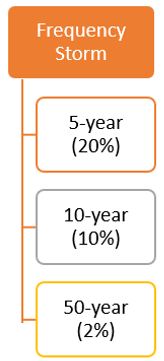 Frequency
Storm
5-year
(20%)
10-year
(10%)
50-year
(2%)